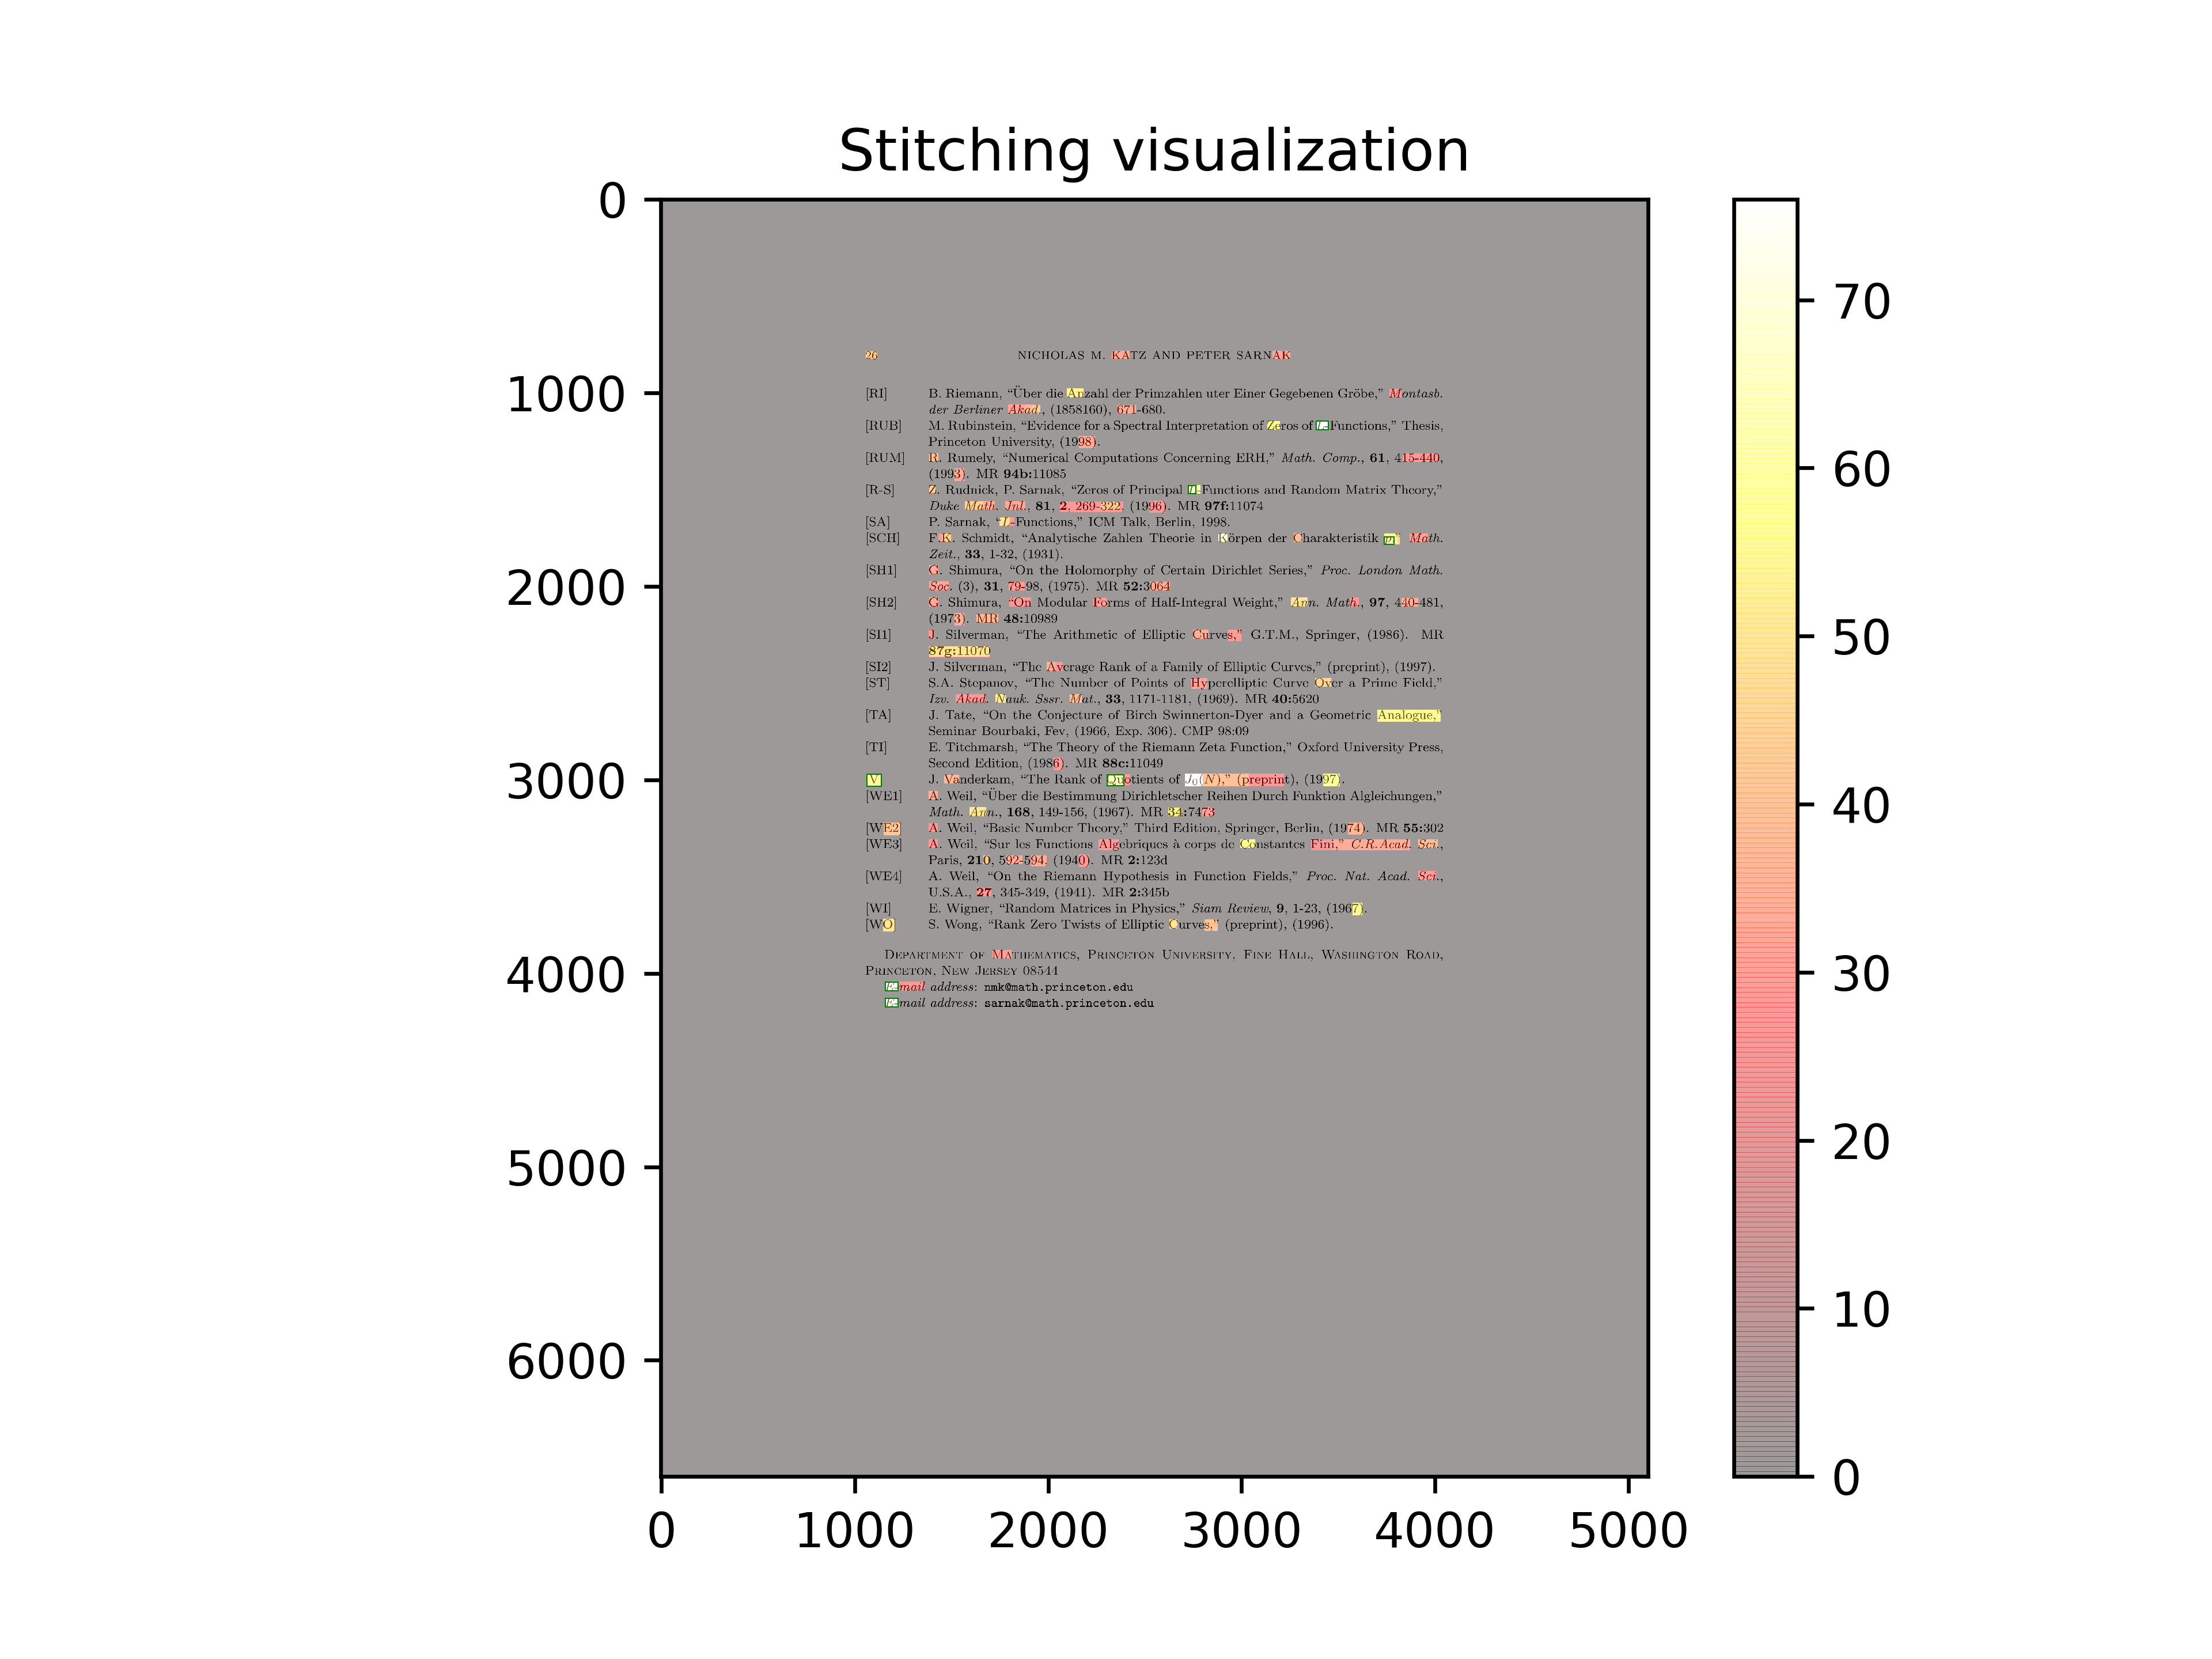 Stitching visualization
0
1000
2000
3000
4000
5000
6000
0 1000 2000 3000 4000 5000
70
60
50
40
30
20
10
0
26 NICHOLAS M. KATZ AND PETER SARNAK
[RI] B. Riemann, “Über die Anzahl der Primzahlen uter Einer Gegebenen Gröbe,” Montasb.
der Berliner Akad., (1858160), 671-680.
[RUB] M. Rubinstein, “Evidence for a Spectral Interpretation of Zeros of L-Functions,” Thesis,
Princeton University, (1998).
[RUM] R. Rumely, “Numerical Computations Concerning ERH,” Math. Comp., 61, 415-440,
(1993). MR 94b:11085
[R-S] Z. Rudnick, P. Sarnak, “Zeros of Principal L-Functions and Random Matrix Theory,”
Duke Math. Jnl., 81, 2, 269-322, (1996). MR 97f:11074
[SA] P. Sarnak, “L-Functions,” ICM Talk, Berlin, 1998.
[SCH] F.K. Schmidt, “Analytische Zahlen Theorie in Körpen der Charakteristik Math.
Zeit., 33, 1-32, (1931).
[SH1] G. Shimura, “On the Holomorphy of Certain Dirichlet Series,” Proc. London Math.
Soc. (3), 31, 79-98, (1975). MR 52:3064
[SH2] G. Shimura, “On Modular Forms of Half-Integral Weight,” Ann. Math., 97, 440-481,
(1973). MR 48:10989
[SI1] J. Silverman, “The Arithmetic of Elliptic Curves,” G.T.M., Springer, (1986). MR
87g:11070
[SI2] J. Silverman, “The Average Rank of a Family of Elliptic Curves,” (preprint), (1997).
[ST] S.A. Stepanov, “The Number of Points of Hyperelliptic Curve Over a Prime Field,”
Izv. Akad. Nauk. Sssr. Mat., 33, 1171-1181, (1969). MR 40:5620
[TA] J. Tate, “On the Conjecture of Birch Swinnerton-Dyer and a Geometric Analogue,”
Seminar Bourbaki, Fev, (1966, Exp. 306). CMP 98:09
[TI] E. Titchmarsh, “The Theory of the Riemann Zeta Function,” Oxford University Press,
Second Edition, (1986). MR 88c:11049
[V] J. Vanderkam, “The Rank of Quotients of J₀(N),” (preprint), (1997).
[WE1] A. Weil, “Über die Bestimmung Dirichletscher Reihen Durch Funktion Algleichungen,”
Math. Ann., 168, 149-156, (1967). MR 34:7473
[WE2] A. Weil, “Basic Number Theory,” Third Edition, Springer, Berlin, (1974). MR 55:302
[WE3] A. Weil, “Sur les Functions Algebriques à corps de Constantes Fini,” C.R.Acad. Sci.,
Paris, 210, 592-594, (1940). MR 2:123d
[WE4] A. Weil, “On the Riemann Hypothesis in Function Fields,” Proc. Nat. Acad. Sci.,
U.S.A., 27, 345-349, (1941). MR 2:345b
[WI] E. Wigner, “Random Matrices in Physics,” Siam Review, 9, 1-23, (1967).
[WO] S. Wong, “Rank Zero Twists of Elliptic Curves,” (preprint), (1996).
Department of Mathematics, Princeton University, Fine Hall, Washington Road,
Princeton, New Jersey 08544
E-mail address: nmk@math.princeton.edu
E-mail address: sarnak@math.princeton.edu